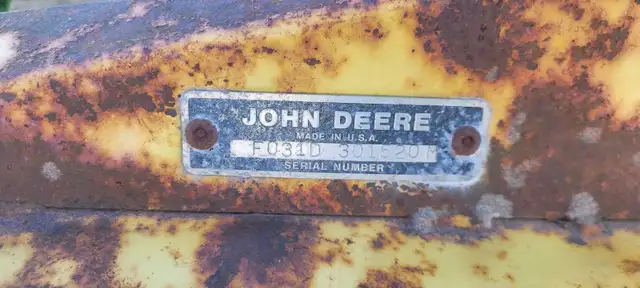 JOHN DEERE
MADE IN U.S.A.
F031D 301620M
SERIAL NUMBER